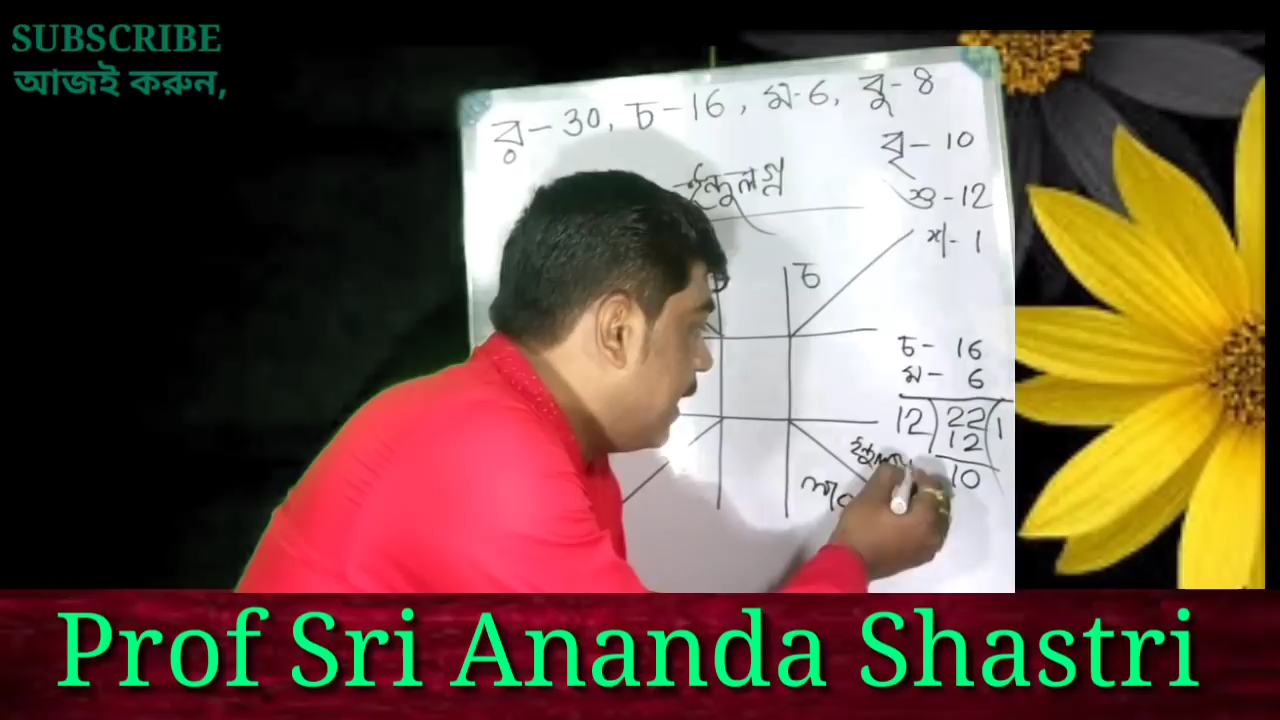 SUBSCRIBE
আজই করুন,
র - 30, চ - 16, ম - 6, বু - 8
বৃ - 10
শু - 12
শ - 1
ইন্দুলগ্ন
চ
চ - 16
ম - 6
12) 22 (1
12
10
Prof Sri Ananda Shastri